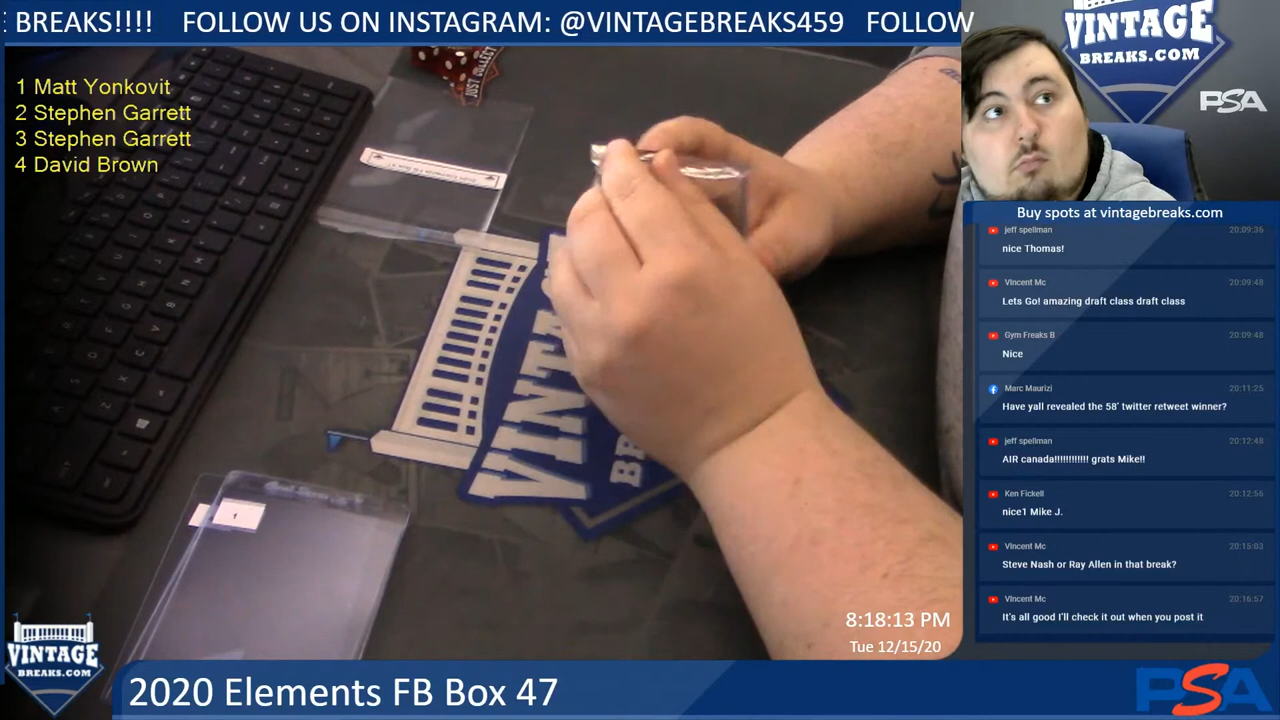 BREAKS!!!! FOLLOW US ON INSTAGRAM: @VINTAGEBREAKS459 FOLLOW
1 Matt Yonkovit
2 Stephen Garrett
3 Stephen Garrett
4 David Brown
JUST COLLECT
VINTA
BR
1
VINTAGE
BREAKS.COM
8:18:13 PM
Tue 12/15/20
2020 Elements FB Box 47
VINTAGE
BREAKS.COM
PSA
Buy spots at vintagebreaks.com
jeff spellman 20:09:36
nice Thomas!
Vincent Mc 20:09:48
Lets Go! amazing draft class draft class
Gym Freaks B 20:09:48
Nice
Marc Maurizi 20:11:25
Have yall revealed the 58' twitter retweet winner?
jeff spellman 20:12:48
AIR canada!!!!!!!!!!!! grats Mike!!
Ken Fickell 20:12:56
nice1 Mike J.
Vincent Mc 20:15:03
Steve Nash or Ray Allen in that break?
Vincent Mc 20:16:57
It's all good I'll check it out when you post it
PSA